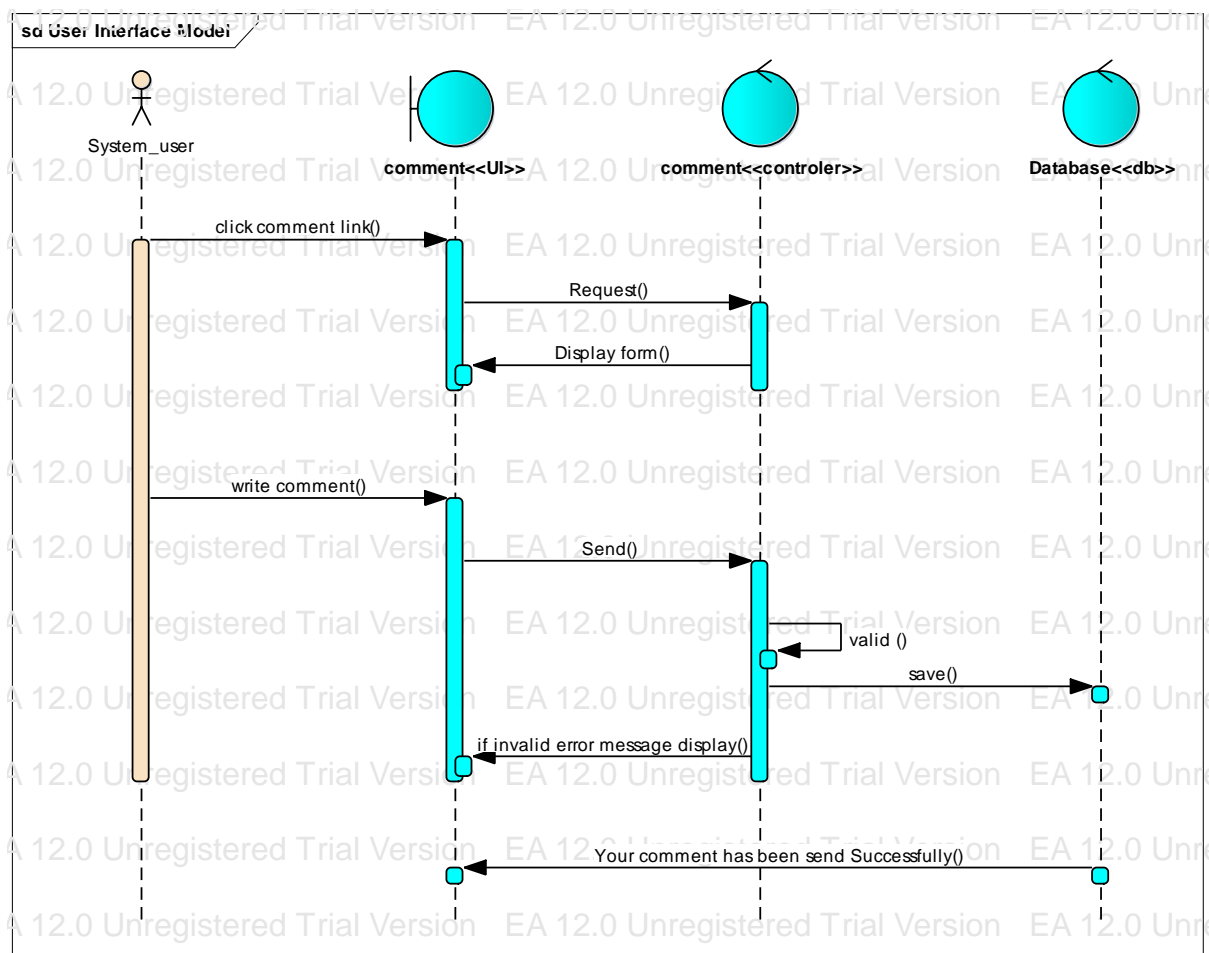 sd User Interface Model
System_user
comment<<UI>>
comment<<controler>>
Database<<db>>
click comment link()
Request()
Display form()
write comment()
Send()
valid ()
save()
if invalid error message display()
Your comment has been send Successfully()
EA 12.0 Unregistered Trial Version